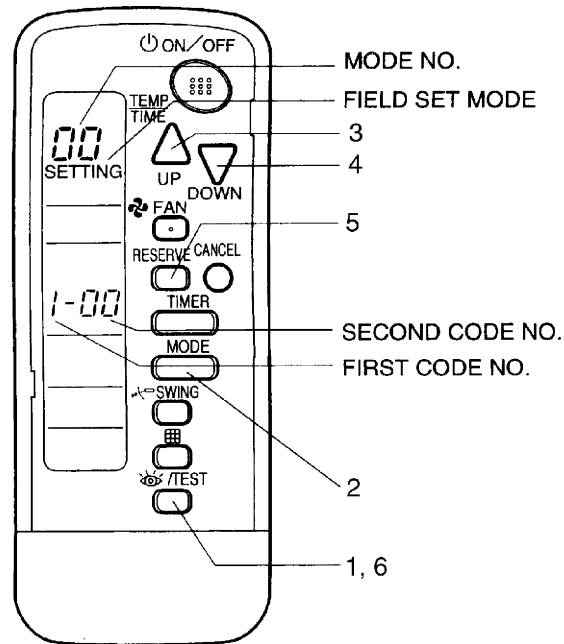 ON/OFF
MODE NO.
TEMP
TIME
FIELD SET MODE
00
SETTING
UP
DOWN
3
4
FAN
RESERVE CANCEL
5
1-00
TIMER
SECOND CODE NO.
MODE
FIRST CODE NO.
SWING
2
/TEST
1, 6